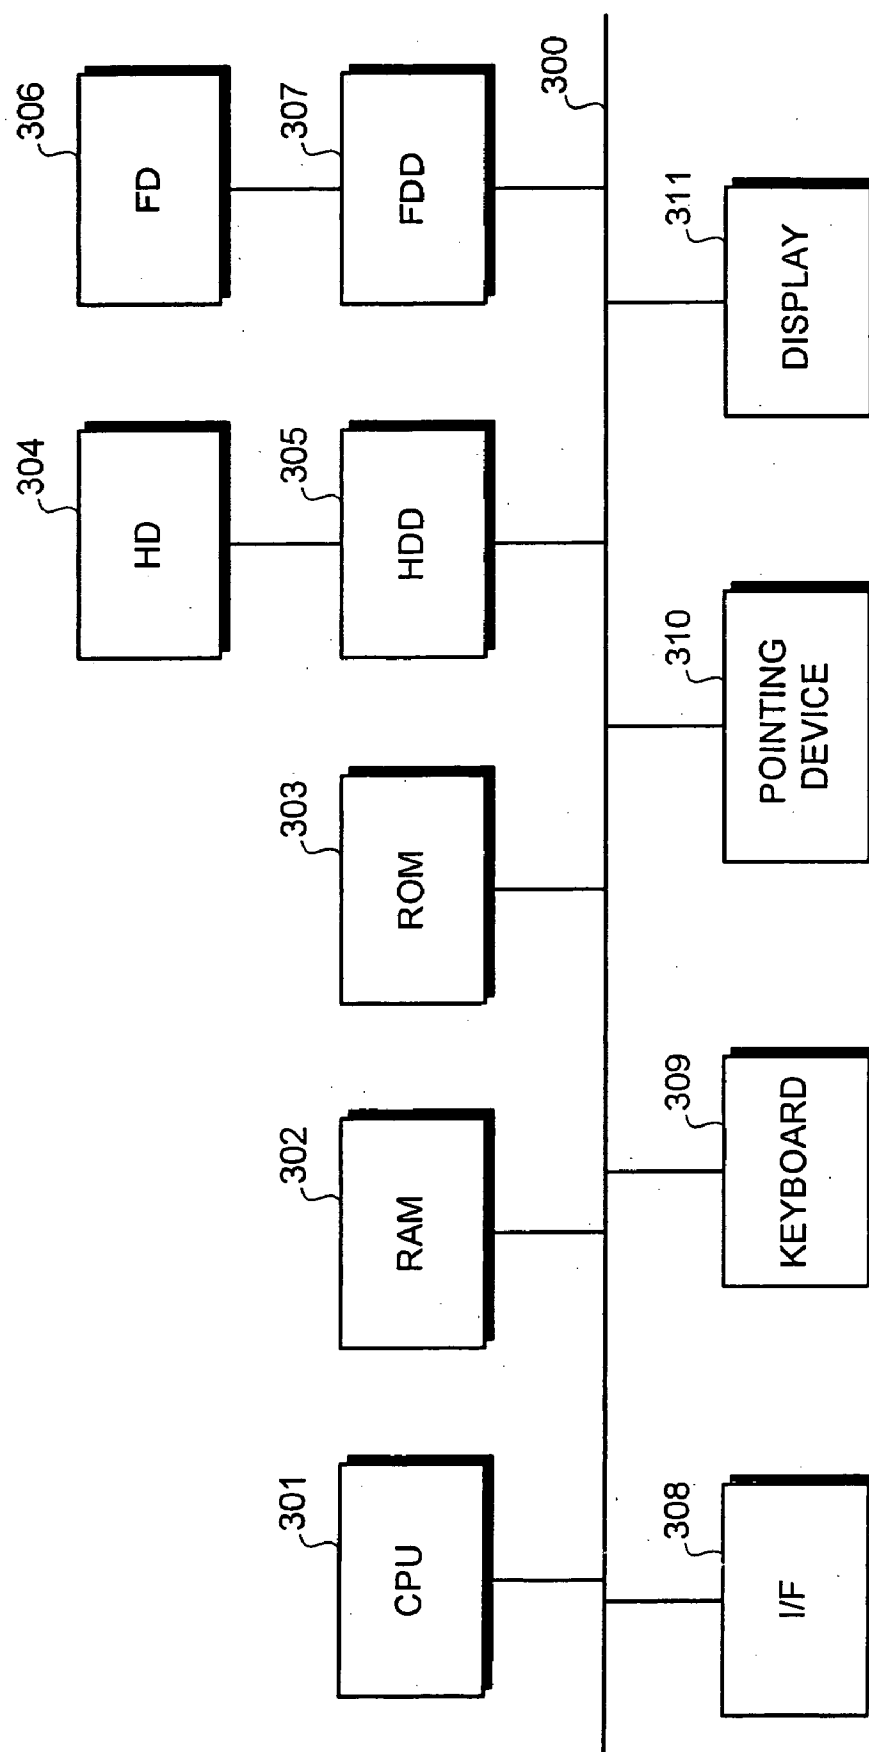 304
HD
306
FD
301
CPU
302
RAM
303
ROM
305
HDD
307
FDD
300
308
I/F
309
KEYBOARD
310
POINTING
DEVICE
311
DISPLAY